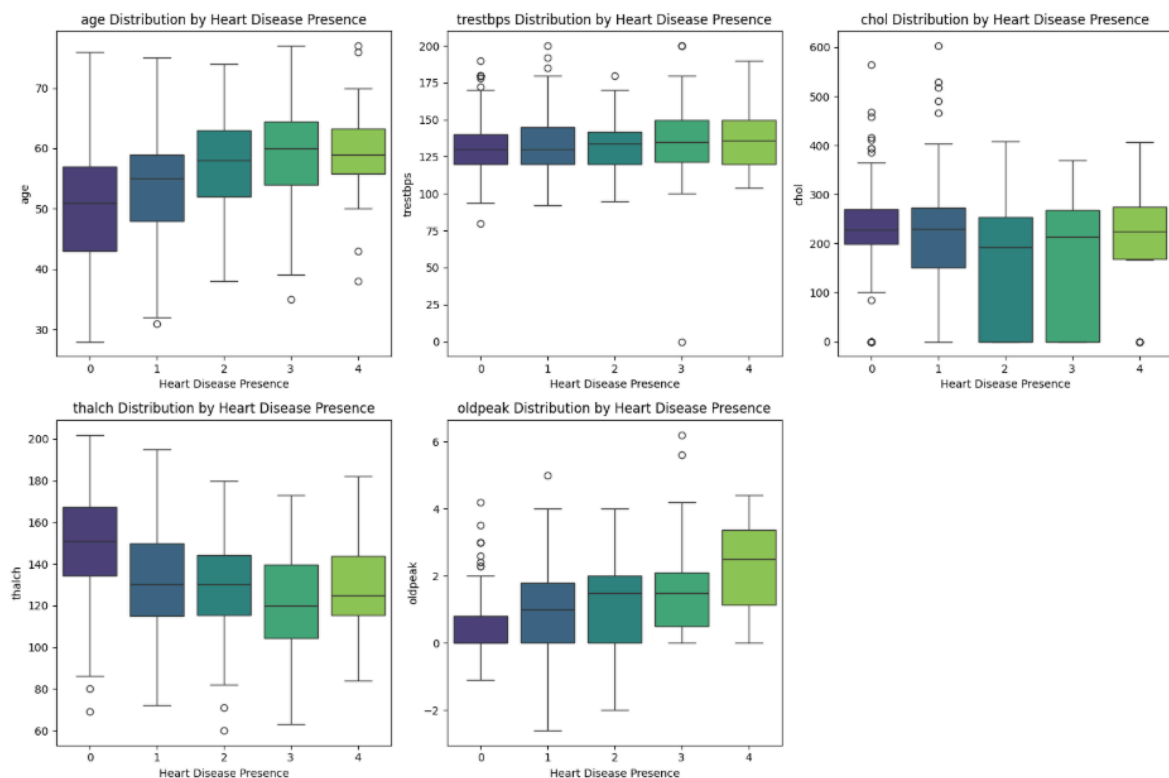 age Distribution by Heart Disease Presence
70
60
50
40
30
age
0 1 2 3 4
Heart Disease Presence
trestbps Distribution by Heart Disease Presence
200
175
150
125
100
75
50
25
0
trestbps
0 1 2 3 4
Heart Disease Presence
chol Distribution by Heart Disease Presence
600
500
400
300
200
100
0
chol
0 1 2 3 4
Heart Disease Presence
thalch Distribution by Heart Disease Presence
200
180
160
140
120
100
80
60
thalch
0 1 2 3 4
Heart Disease Presence
oldpeak Distribution by Heart Disease Presence
6
4
2
0
−2
oldpeak
0 1 2 3 4
Heart Disease Presence